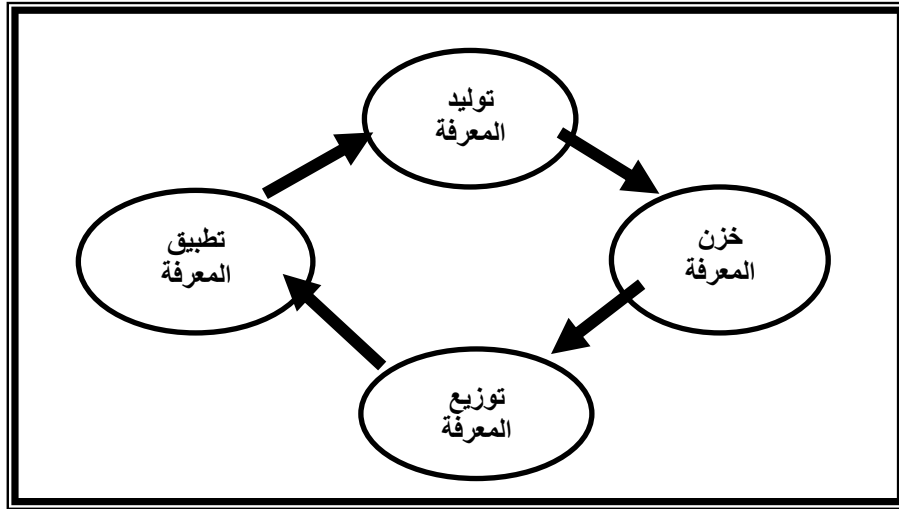 توليد
المعرفة
خزن
المعرفة
توزيع
المعرفة
تطبيق
المعرفة